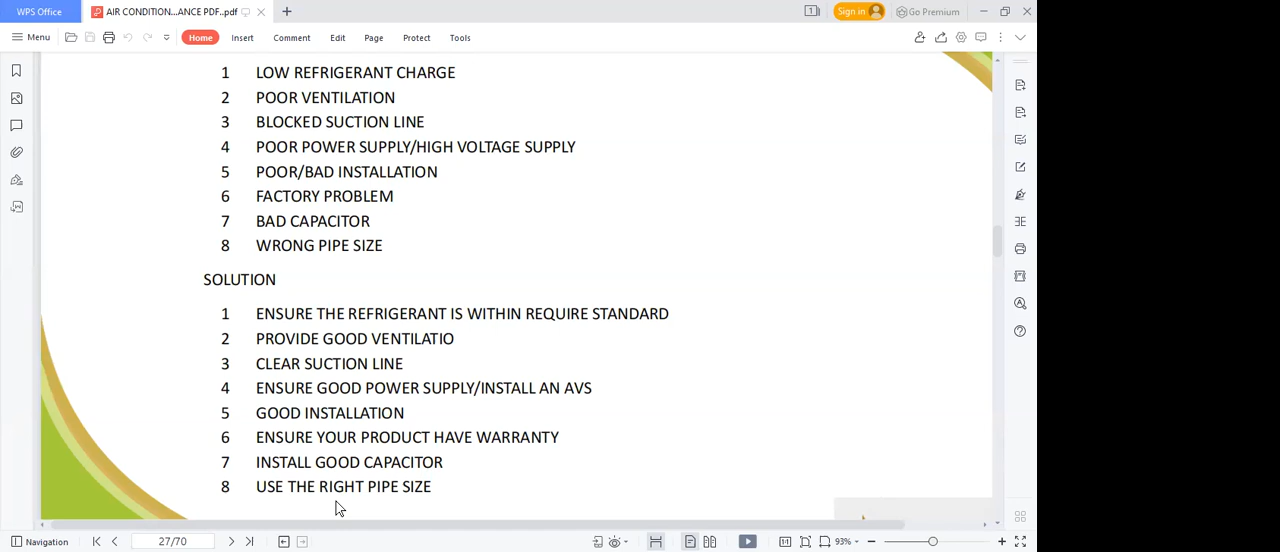 WPS Office
AIR CONDITION...ANCE PDF..pdf
1
Sign in
Go Premium
Menu
Home
Insert
Comment
Edit
Page
Protect
Tools
1 LOW REFRIGERANT CHARGE
2 POOR VENTILATION
3 BLOCKED SUCTION LINE
4 POOR POWER SUPPLY/HIGH VOLTAGE SUPPLY
5 POOR/BAD INSTALLATION
6 FACTORY PROBLEM
7 BAD CAPACITOR
8 WRONG PIPE SIZE
SOLUTION
1 ENSURE THE REFRIGERANT IS WITHIN REQUIRE STANDARD
2 PROVIDE GOOD VENTILATIO
3 CLEAR SUCTION LINE
4 ENSURE GOOD POWER SUPPLY/INSTALL AN AVS
5 GOOD INSTALLATION
6 ENSURE YOUR PRODUCT HAVE WARRANTY
7 INSTALL GOOD CAPACITOR
8 USE THE RIGHT PIPE SIZE
Navigation
27/70
93%